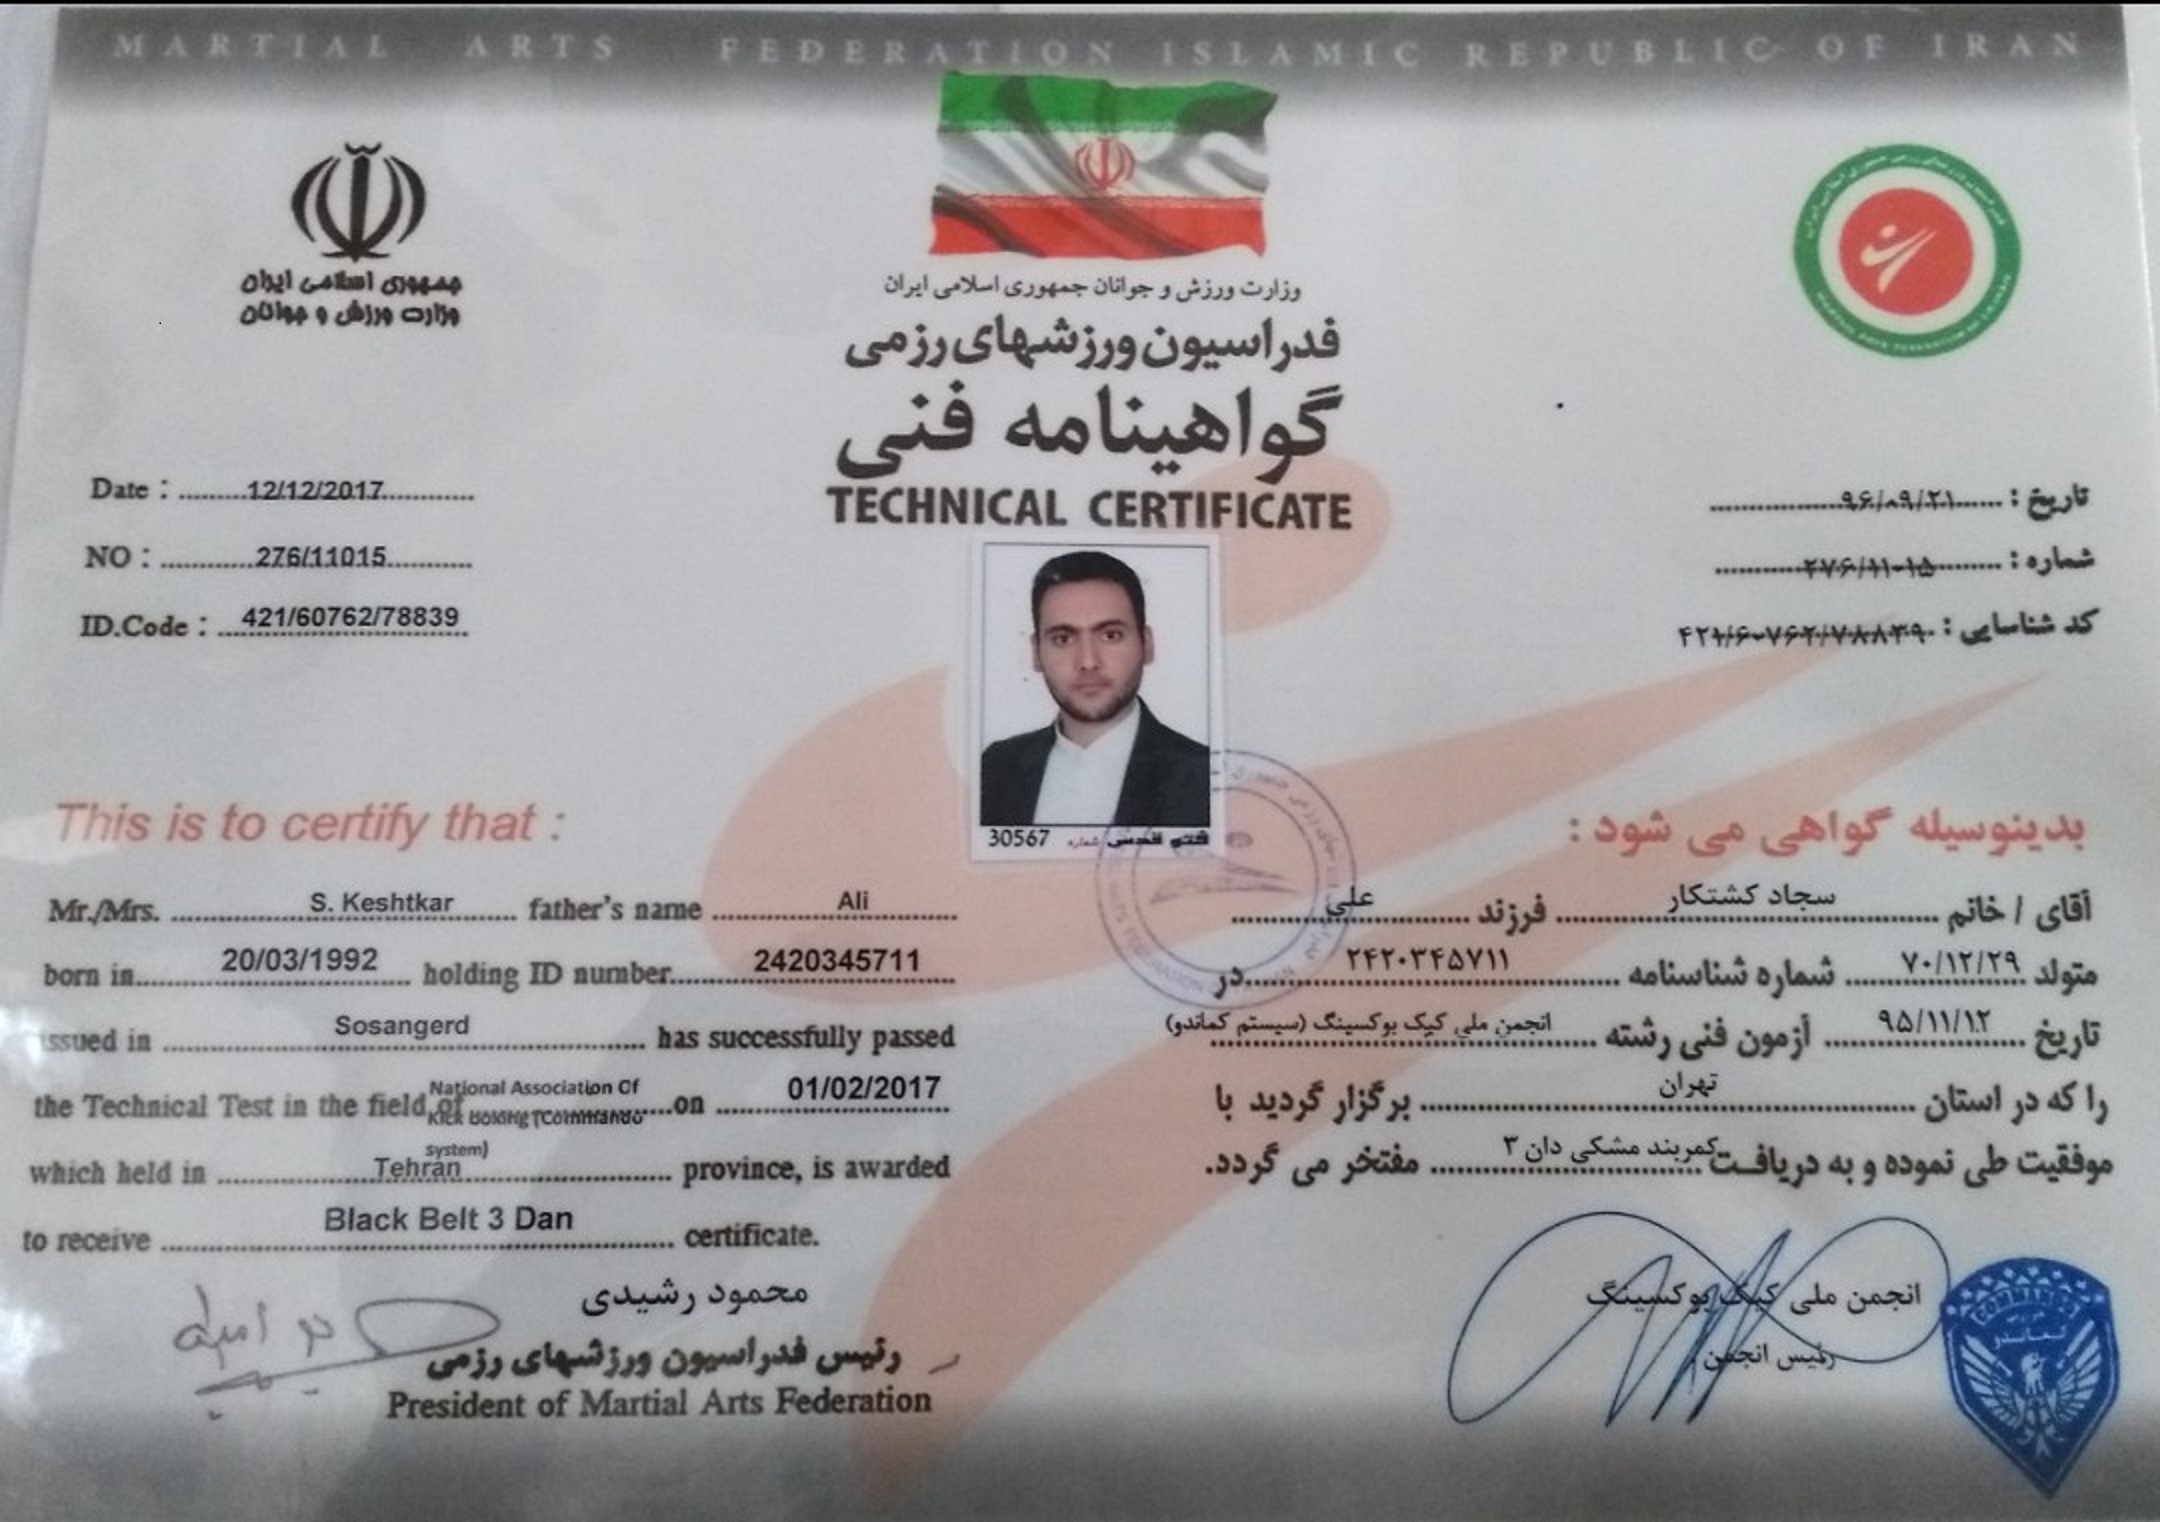 MARTIAL ARTS FEDERATION ISLAMIC REPUBLIC OF IRAN
جمهوری اسلامی ایران
وزارت ورزش و جوانان
وزارت ورزش و جوانان جمهوری اسلامی ایران
فدراسیون ورزشهای رزمی
گواهینامه فنی
TECHNICAL CERTIFICATE
Date : 12/12/2017
NO : 276/11015
ID.Code : 421/60762/78839
تاریخ : ۹۶/۰۹/۲۱
شماره : ۲۷۶/۱۱۰۱۵
کد شناسایی : ۴۲۱/۶۰۷۶۲/۷۸۸۳۹
30567 شماره
This is to certify that :
Mr./Mrs. S. Keshtkar father's name Ali
born in 20/03/1992 holding ID number 2420345711
issued in Sosangerd has successfully passed
the Technical Test in the field of National Association Of Kick Boxing (Commando system) on 01/02/2017
which held in Tehran province, is awarded
to receive Black Belt 3 Dan certificate.
محمود رشیدی
رئیس فدراسیون ورزشهای رزمی
President of Martial Arts Federation
بدینوسیله گواهی می شود :
آقای / خانم سجاد کشتکار فرزند علی
متولد ۷۰/۱۲/۲۹ شماره شناسنامه ۲۴۲۰۳۴۵۷۱۱ در
تاریخ ۹۵/۱۱/۱۲ آزمون فنی رشته انجمن ملی کیک بوکسینگ (سیستم کماندو)
را که در استان تهران برگزار گردید با
موفقیت طی نموده و به دریافت کمربند مشکی دان ۳ مفتخر می گردد.
انجمن ملی کیک بوکسینگ
رئیس انجمن
COMMANDO
کماندو